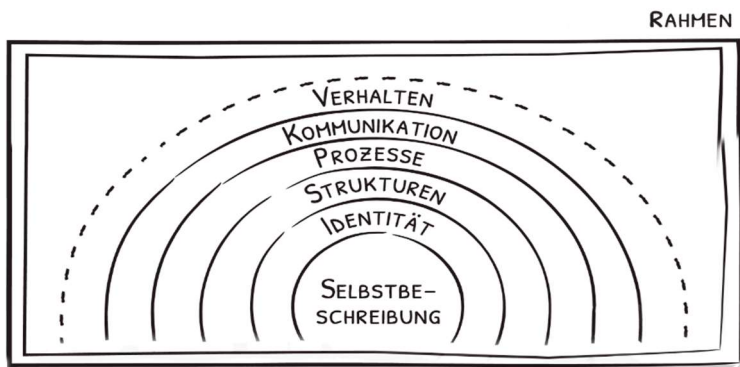 RAHMEN
VERHALTEN
KOMMUNIKATION
PROZESSE
STRUKTUREN
IDENTITÄT
SELBSTBE-
SCHREIBUNG